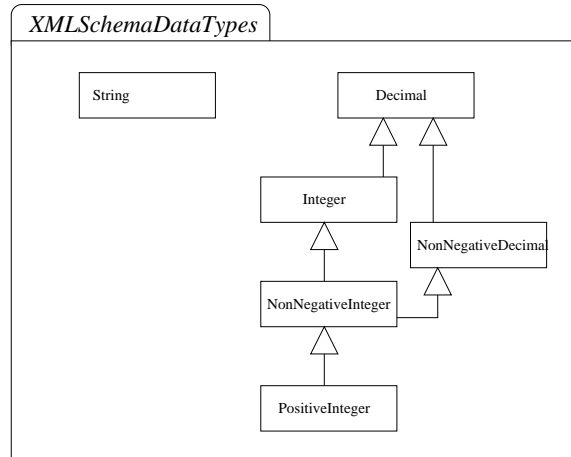 XMLSchemaDataTypes
String
Decimal
Integer
NonNegativeDecimal
NonNegativeInteger
PositiveInteger